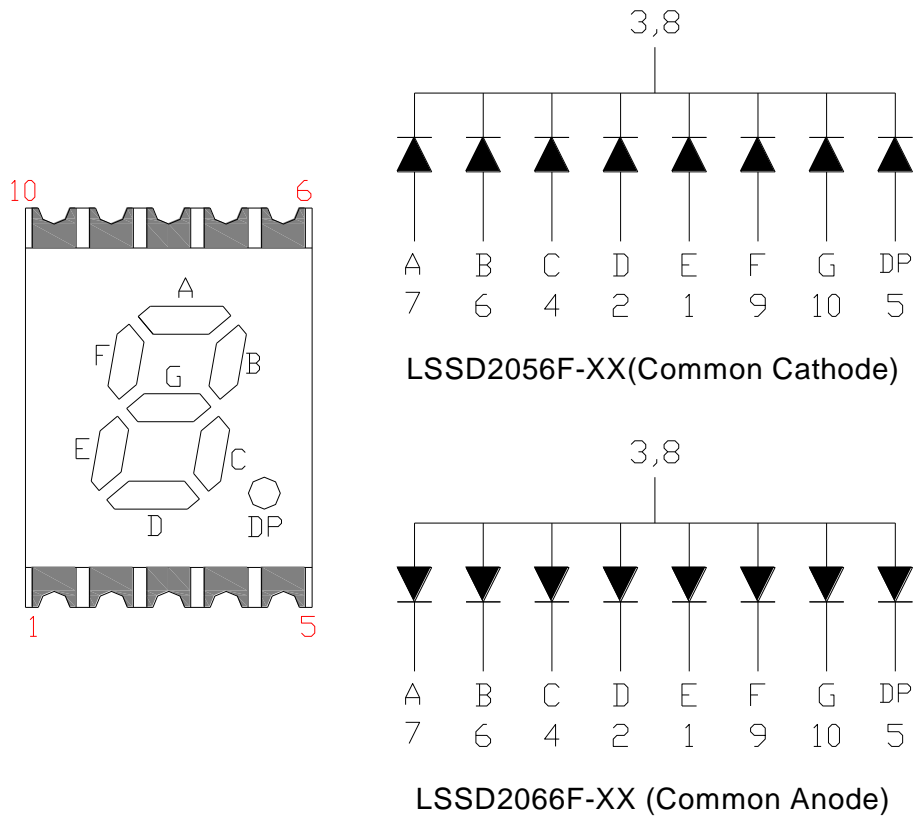 10 6
A
F
B
G
E
C
D
DP
1 5
3,8
A B C D E F G DP
7 6 4 2 1 9 10 5
LSSD2056F-XX(Common Cathode)
3,8
A B C D E F G DP
7 6 4 2 1 9 10 5
LSSD2066F-XX (Common Anode)